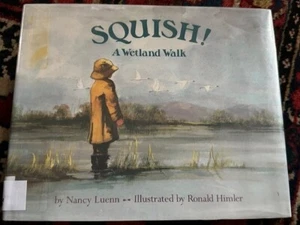 SQUISH!
A Wetland Walk
by Nancy Luenn -- Illustrated by Ronald Himler